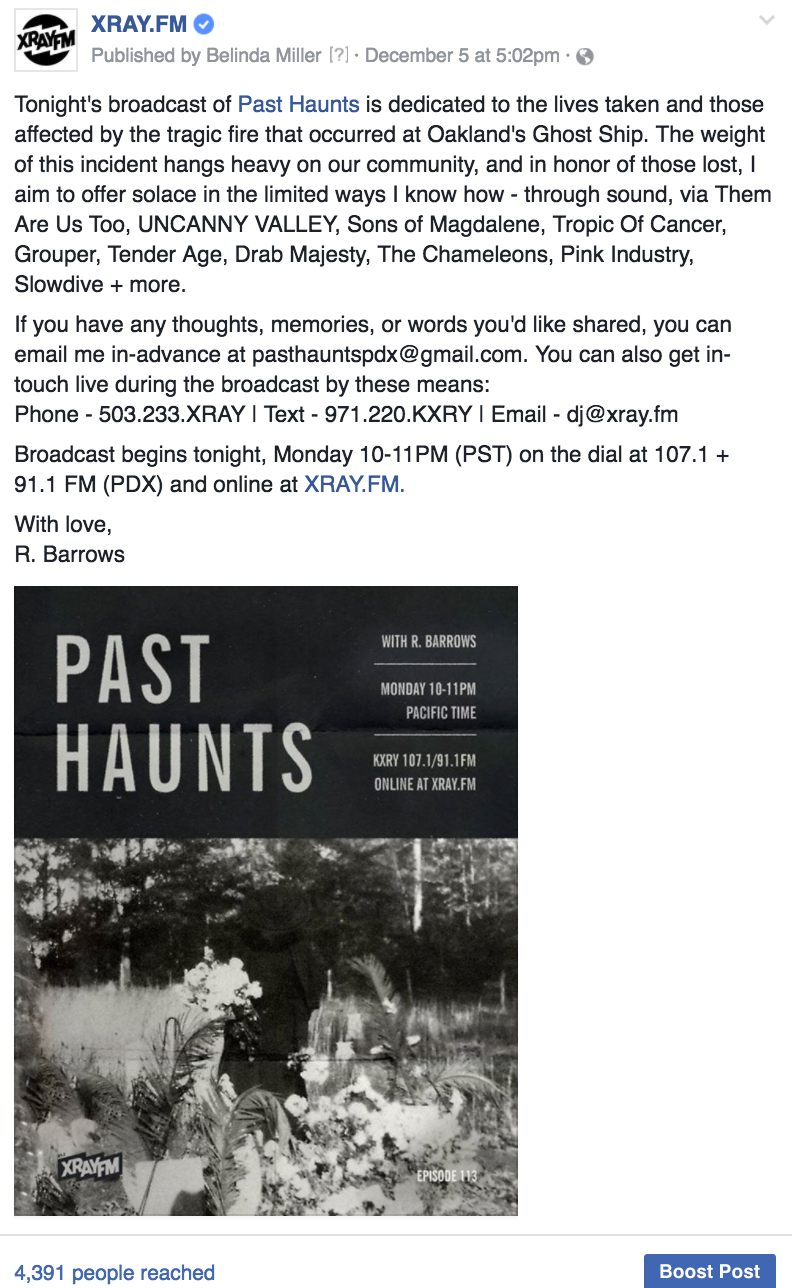 XRAY.FM
XRAY.FM
Published by Belinda Miller [?] · December 5 at 5:02pm ·
Tonight's broadcast of Past Haunts is dedicated to the lives taken and those
affected by the tragic fire that occurred at Oakland's Ghost Ship. The weight
of this incident hangs heavy on our community, and in honor of those lost, I
aim to offer solace in the limited ways I know how - through sound, via Them
Are Us Too, UNCANNY VALLEY, Sons of Magdalene, Tropic Of Cancer,
Grouper, Tender Age, Drab Majesty, The Chameleons, Pink Industry,
Slowdive + more.
If you have any thoughts, memories, or words you'd like shared, you can
email me in-advance at pasthauntspdx@gmail.com. You can also get in-
touch live during the broadcast by these means:
Phone - 503.233.XRAY | Text - 971.220.KXRY | Email - dj@xray.fm
Broadcast begins tonight, Monday 10-11PM (PST) on the dial at 107.1 +
91.1 FM (PDX) and online at XRAY.FM.
With love,
R. Barrows
PAST
HAUNTS
WITH R. BARROWS
MONDAY 10-11PM
PACIFIC TIME
KXRY 107.1/91.1FM
ONLINE AT XRAY.FM
XRAY.FM
EPISODE 113
4,391 people reached
Boost Post